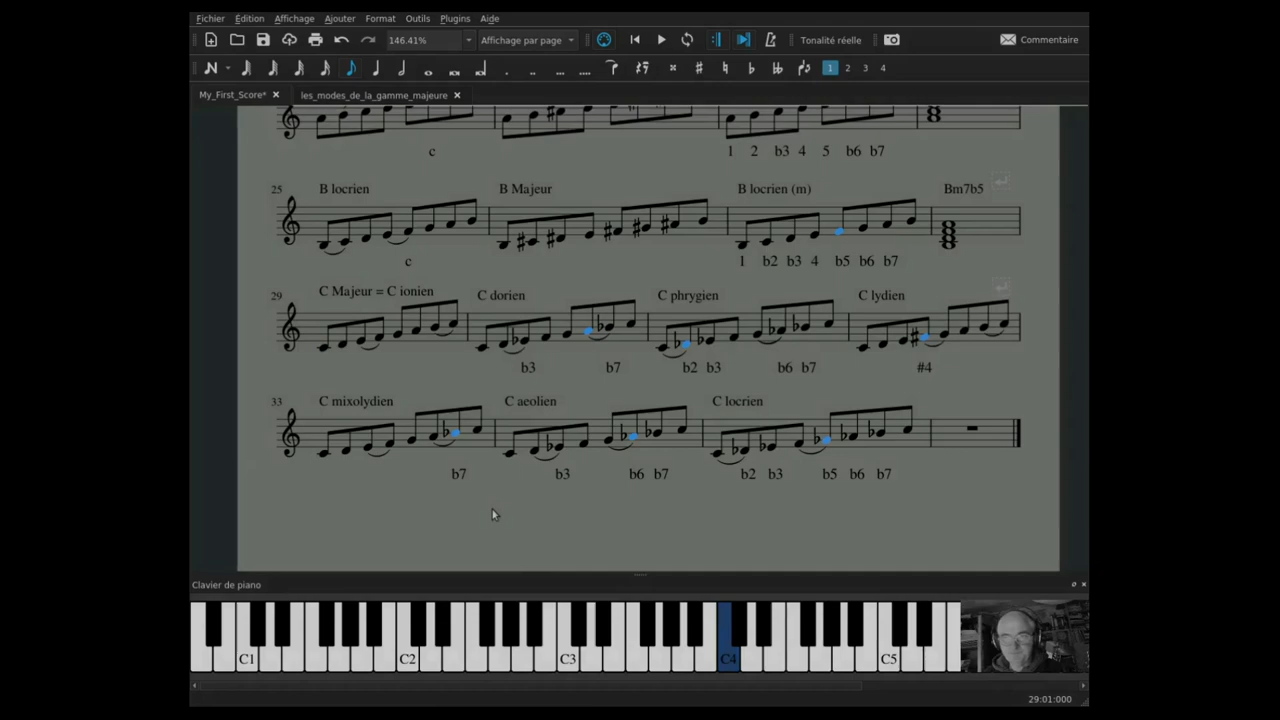 Fichier Édition Affichage Ajouter Format Outils Plugins Aide
146.41% Affichage par page Tonalité réelle Commentaire
1 2 3 4
My_First_Score* les_modes_de_la_gamme_majeure
c 1 2 b3 4 5 b6 b7
25 B locrien B Majeur B locrien (m) Bm7b5
c 1 b2 b3 4 b5 b6 b7
29 C Majeur = C ionien C dorien C phrygien C lydien
b3 b7 b2 b3 b6 b7 #4
33 C mixolydien C aeolien C locrien
b7 b3 b6 b7 b2 b3 b5 b6 b7
Clavier de piano
C1 C2 C3 C4 C5
29:01:000